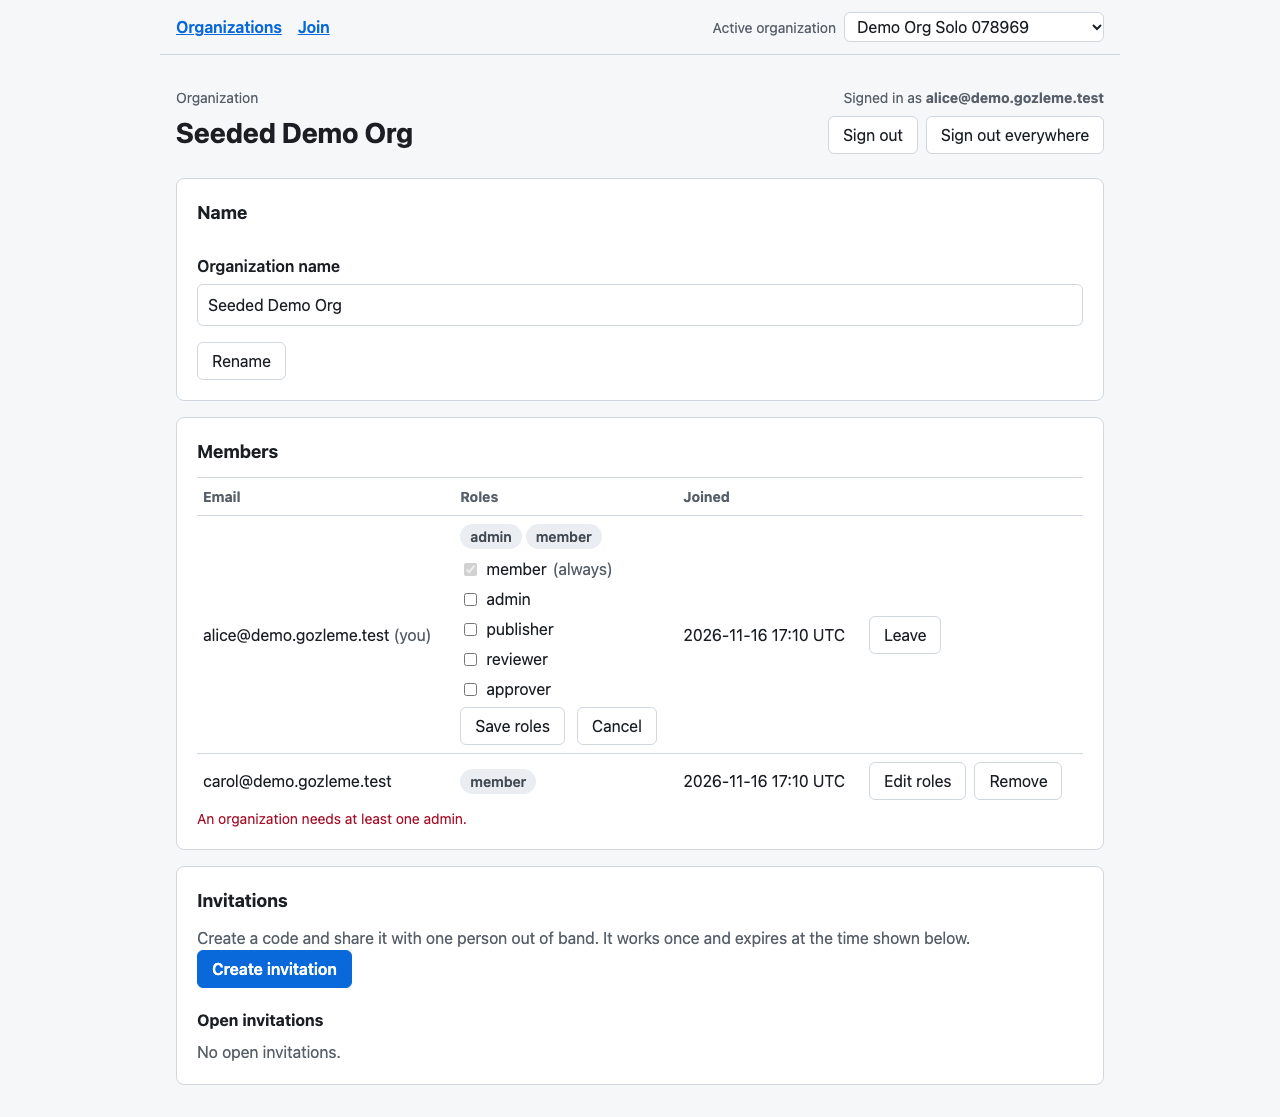 Organizations Join Active organization Demo Org Solo 078969
Organization
Seeded Demo Org
Signed in as alice@demo.gozleme.test
Sign out Sign out everywhere
Name
Organization name
Seeded Demo Org
Rename
Members
Email Roles Joined
admin member
member (always)
admin
publisher
reviewer
approver
Save roles Cancel
alice@demo.gozleme.test (you) 2026-11-16 17:10 UTC Leave
carol@demo.gozleme.test member 2026-11-16 17:10 UTC Edit roles Remove
An organization needs at least one admin.
Invitations
Create a code and share it with one person out of band. It works once and expires at the time shown below.
Create invitation
Open invitations
No open invitations.